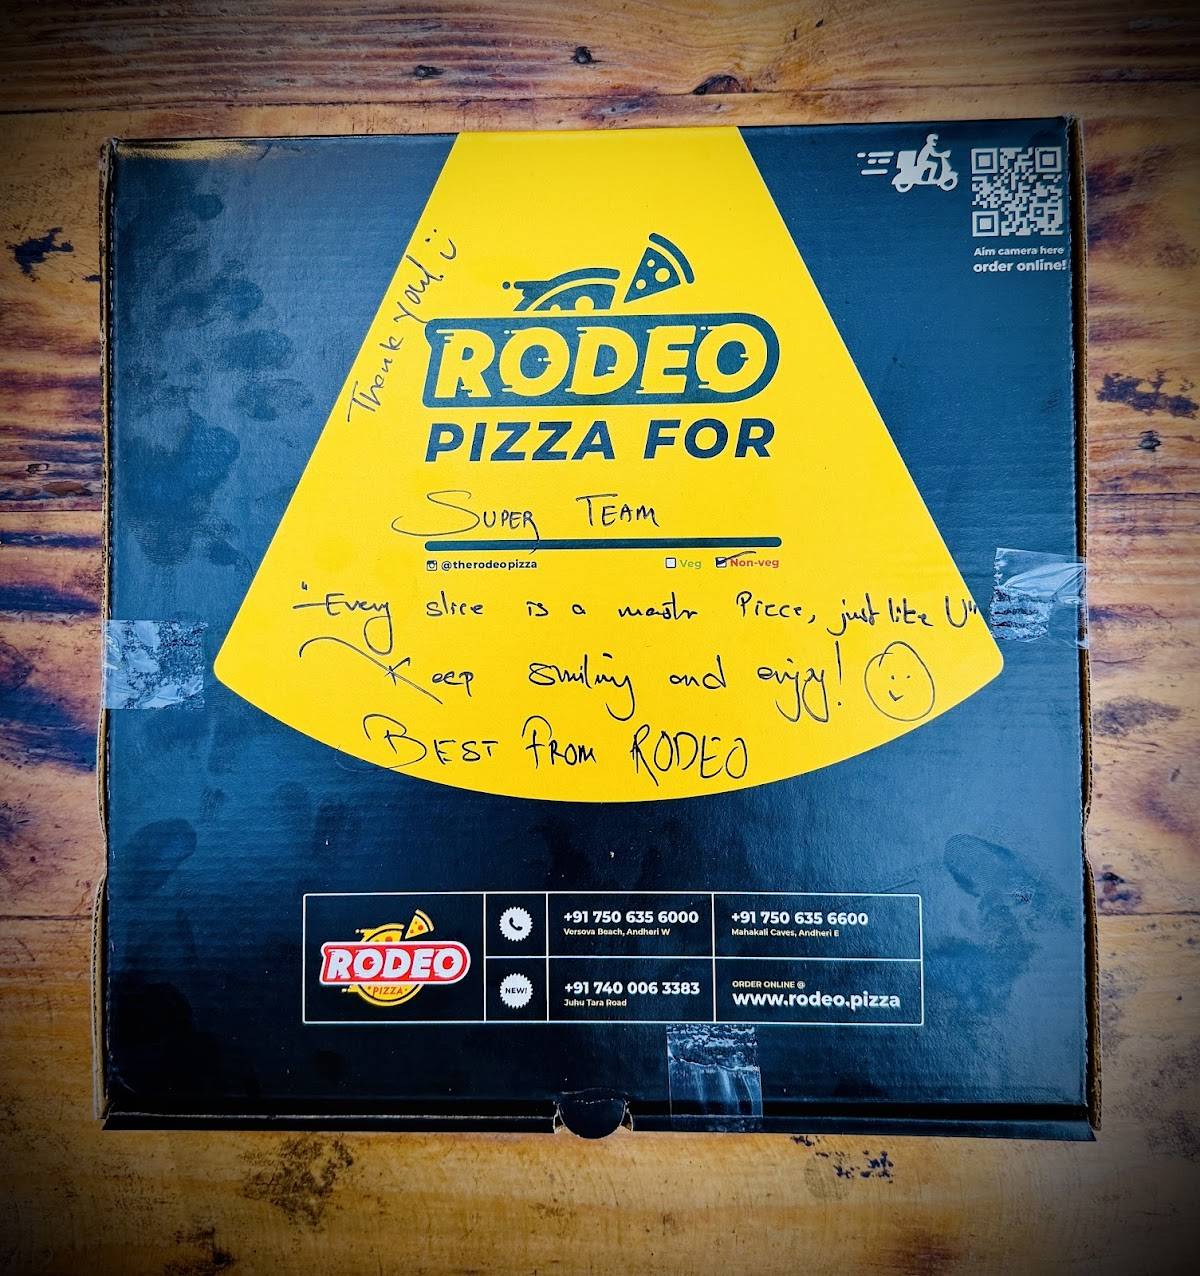 Aim camera here
order online!
Thank you! :)
RODEO
PIZZA FOR
SUPER TEAM
@therodeopizza
Veg
Non-veg
"Every slice is a mastr Piece, just like U"
Keep smiling and enjoy!
BEST FROM RODEO
RODEO
PIZZA
+91 750 635 6000
Versova Beach, Andheri W
+91 750 635 6600
Mahakali Caves, Andheri E
NEW!
+91 740 006 3383
Juhu Tara Road
ORDER ONLINE @
www.rodeo.pizza